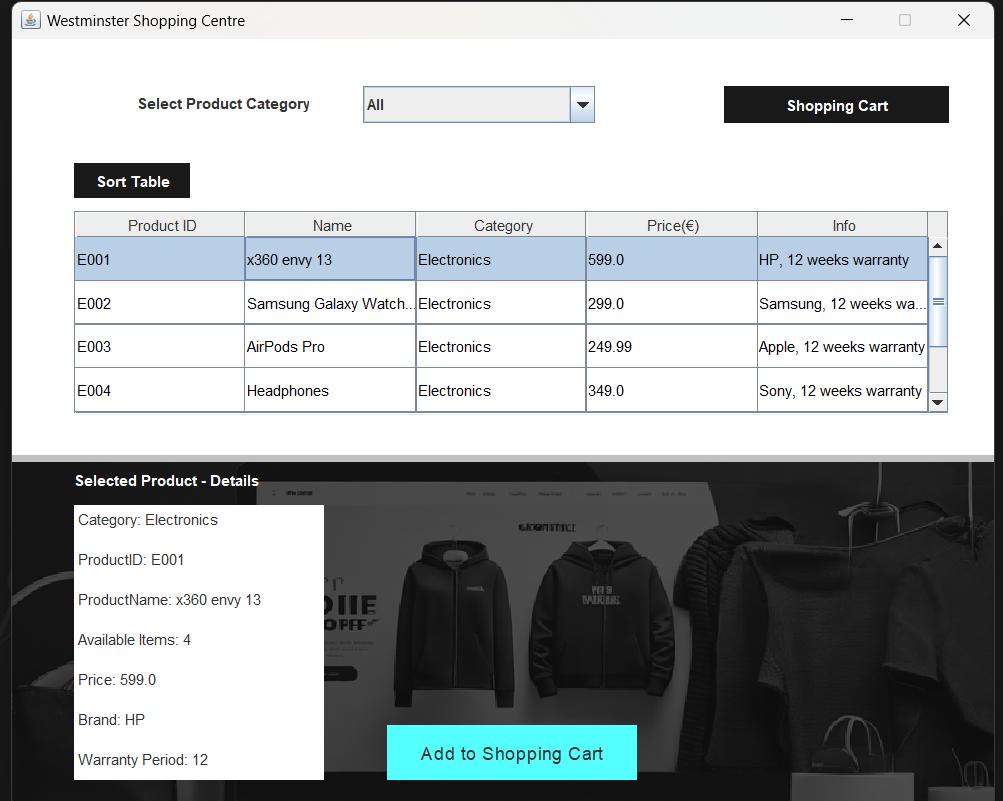 Westminster Shopping Centre
Select Product Category
All
Shopping Cart
Sort Table
Product ID Name Category Price(€) Info
E001 x360 envy 13 Electronics 599.0 HP, 12 weeks warranty
E002 Samsung Galaxy Watch... Electronics 299.0 Samsung, 12 weeks wa...
E003 AirPods Pro Electronics 249.99 Apple, 12 weeks warranty
E004 Headphones Electronics 349.0 Sony, 12 weeks warranty
Selected Product - Details
Category: Electronics
ProductID: E001
ProductName: x360 envy 13
Available Items: 4
Price: 599.0
Brand: HP
Warranty Period: 12
Add to Shopping Cart